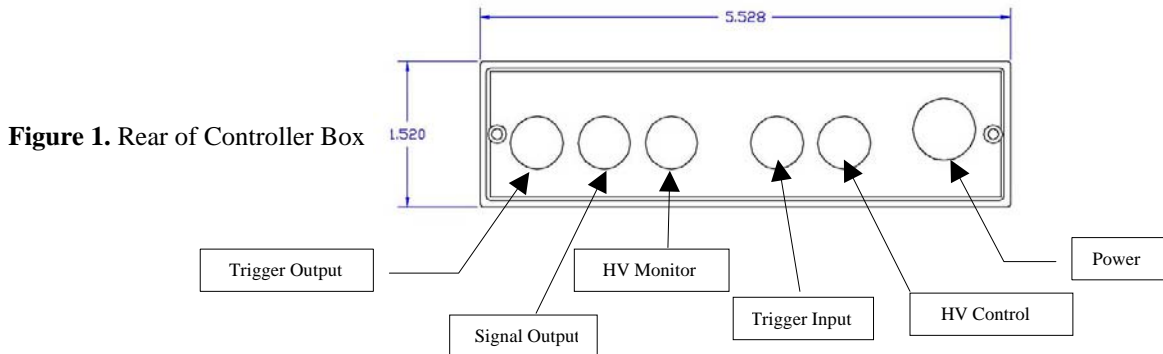 5.528
Figure 1. Rear of Controller Box
1.520
Trigger Output
HV Monitor
Power
Signal Output
Trigger Input
HV Control